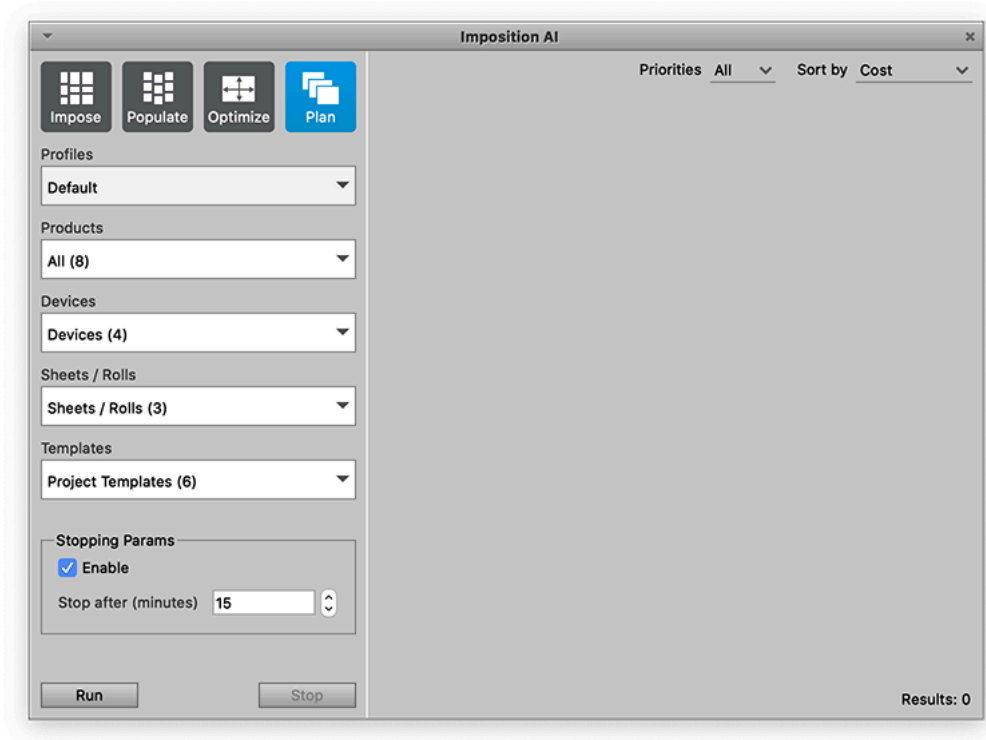 Imposition AI
Impose Populate Optimize Plan
Priorities All Sort by Cost
Profiles
Default
Products
All (8)
Devices
Devices (4)
Sheets / Rolls
Sheets / Rolls (3)
Templates
Project Templates (6)
Stopping Params
Enable
Stop after (minutes) 15
Run Stop
Results: 0